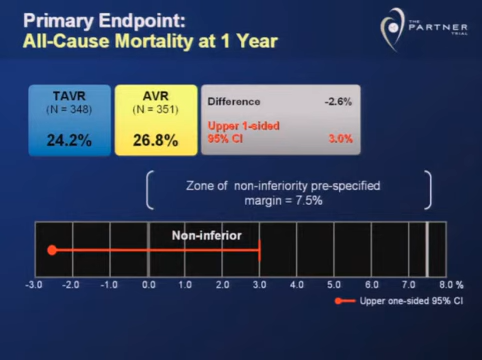 Primary Endpoint:
All-Cause Mortality at 1 Year
THE
PARTNER
TRIAL
TAVR
(N = 348)
24.2%
AVR
(N = 351)
26.8%
Difference -2.6%
Upper 1-sided
95% CI 3.0%
Zone of non-inferiority pre-specified
margin = 7.5%
Non-inferior
-3.0 -2.0 -1.0 0.0 1.0 2.0 3.0 4.0 5.0 6.0 7.0 8.0 %
Upper one-sided 95% CI